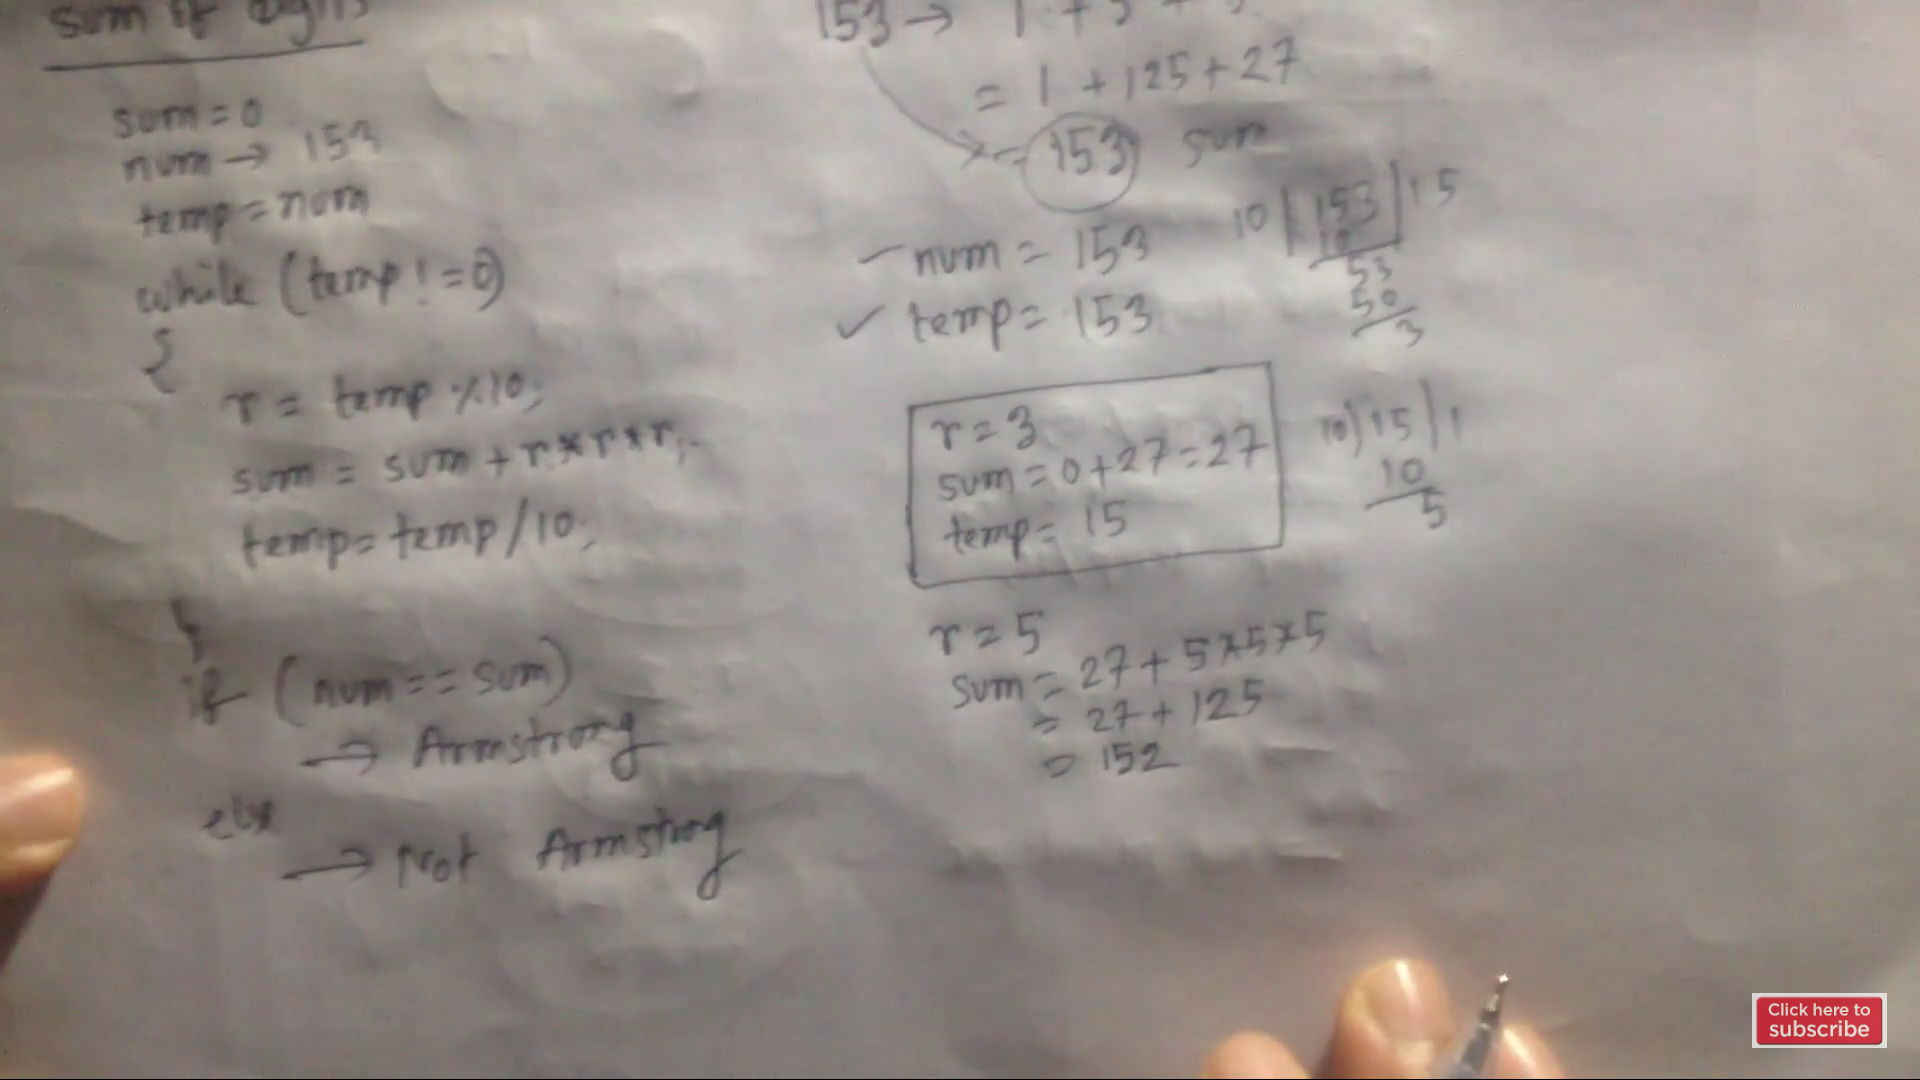 sum of Digits
sum = 0
num → 153
temp = num
while (temp != 0)
{
r = temp % 10;
sum = sum + r*r*r;
temp = temp / 10;
}
if (num == sum)
→ Armstrong
else
→ Not Armstrong
153 → 1 + 5 + 3
= 1 + 125 + 27
= 153 sum
num = 153
temp = 153
10 | 153 | 15
10
53
50
3
r = 3
sum = 0 + 27 = 27
temp = 15
10 ) 15 | 1
10
5
r = 5
sum = 27 + 5*5*5
= 27 + 125
= 152
Click here to
subscribe